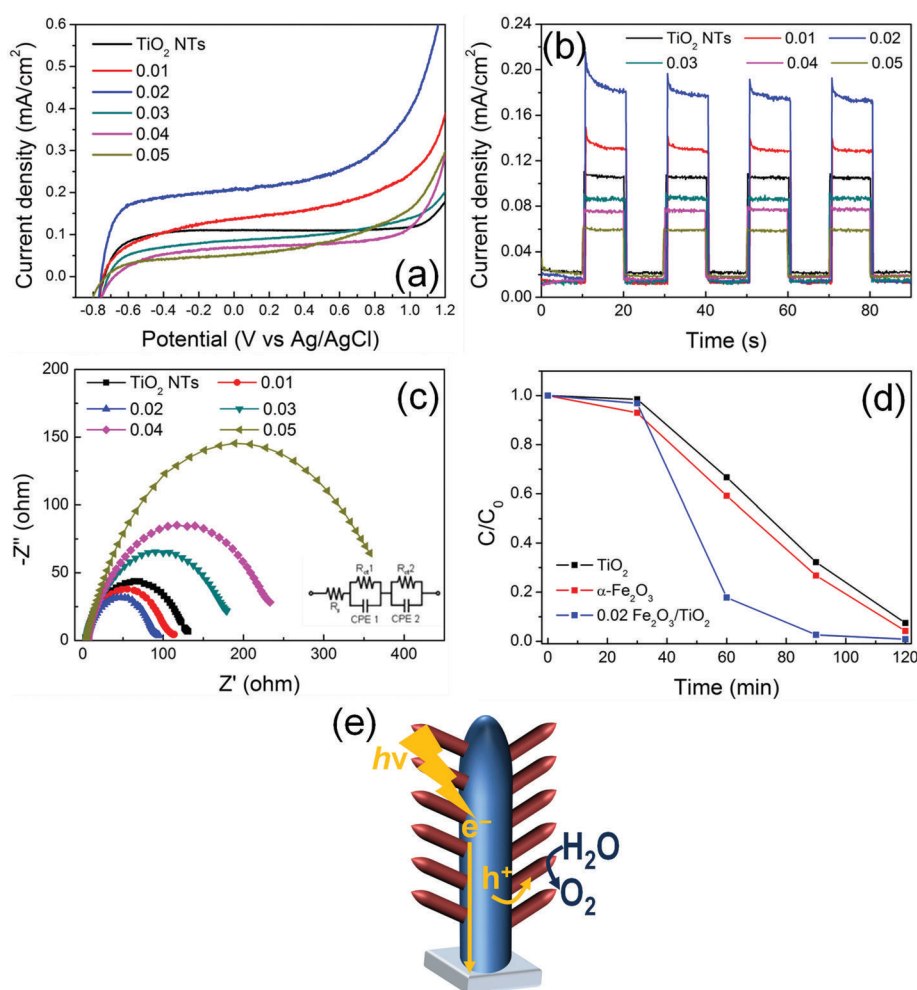 (a)
TiO2 NTs
0.01
0.02
0.03
0.04
0.05
Current density (mA/cm²)
0.6
0.5
0.4
0.3
0.2
0.1
0.0
-0.8 -0.6 -0.4 -0.2 0.0 0.2 0.4 0.6 0.8 1.0 1.2
Potential (V vs Ag/AgCl)
(b)
TiO2 NTs 0.01 0.02
0.03 0.04 0.05
Current density (mA/cm²)
0.24
0.20
0.16
0.12
0.08
0.04
0.00
0 20 40 60 80
Time (s)
(c)
TiO2 NTs 0.01
0.02 0.03
0.04 0.05
-Z" (ohm)
200
150
100
50
0
0 100 200 300 400
Z' (ohm)
Rs
CPE 1 CPE 2
(d)
C/C0
1.0
0.8
0.6
0.4
0.2
0.0
TiO2
α-Fe2O3
0.02 Fe2O3/TiO2
0 20 40 60 80 100 120
Time (min)
(e)
hν
e⁻
h⁺
H2O
O2